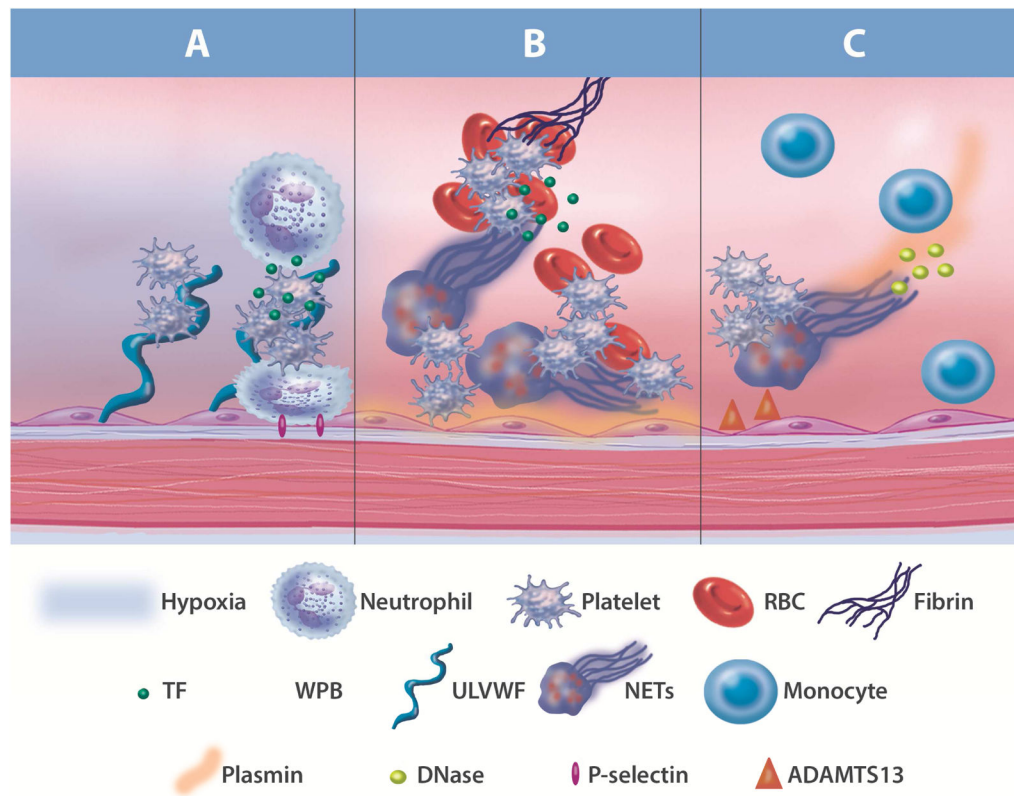 A B C
Hypoxia Neutrophil Platelet RBC Fibrin
TF WPB ULVWF NETs Monocyte
Plasmin DNase P-selectin ADAMTS13